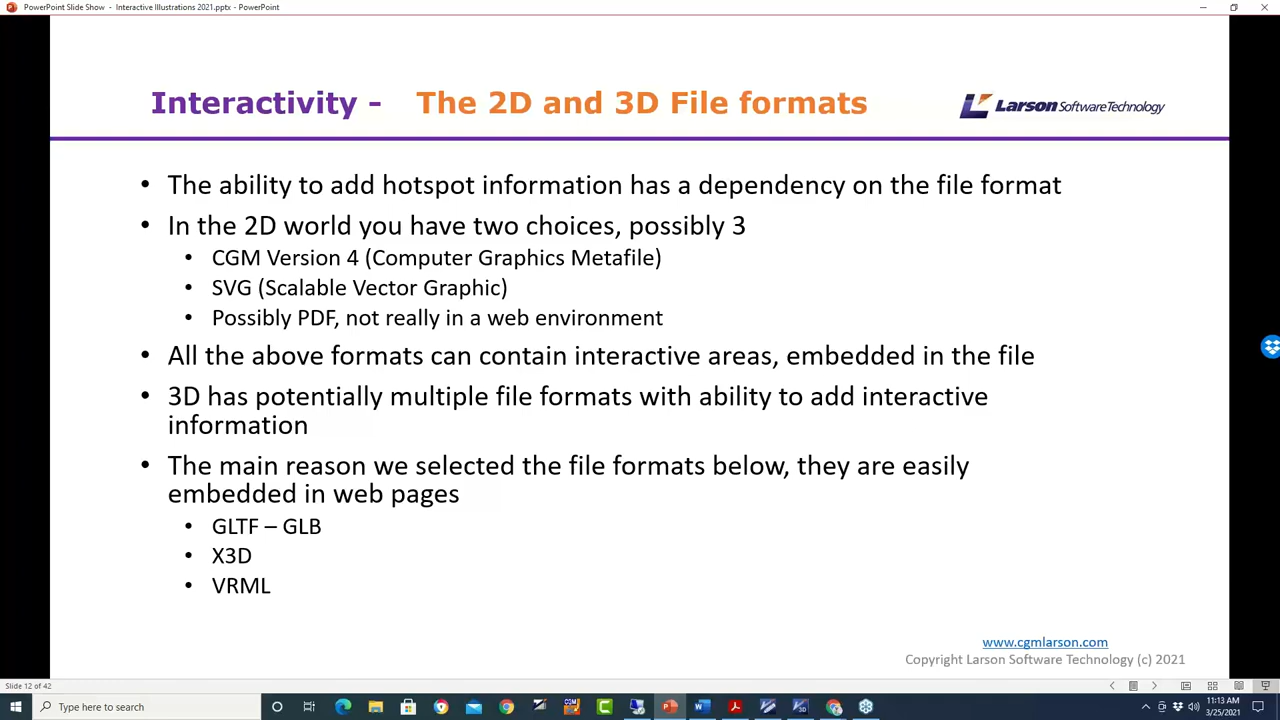 PowerPoint Slide Show - Interactive Illustrations 2021.pptx - PowerPoint
Interactivity - The 2D and 3D File formats
Larson Software Technology
• The ability to add hotspot information has a dependency on the file format
• In the 2D world you have two choices, possibly 3
• CGM Version 4 (Computer Graphics Metafile)
• SVG (Scalable Vector Graphic)
• Possibly PDF, not really in a web environment
• All the above formats can contain interactive areas, embedded in the file
• 3D has potentially multiple file formats with ability to add interactive
information
• The main reason we selected the file formats below, they are easily
embedded in web pages
• GLTF – GLB
• X3D
• VRML
www.cgmlarson.com
Copyright Larson Software Technology (c) 2021
Slide 12 of 42
Type here to search
11:13 AM
3/25/2021